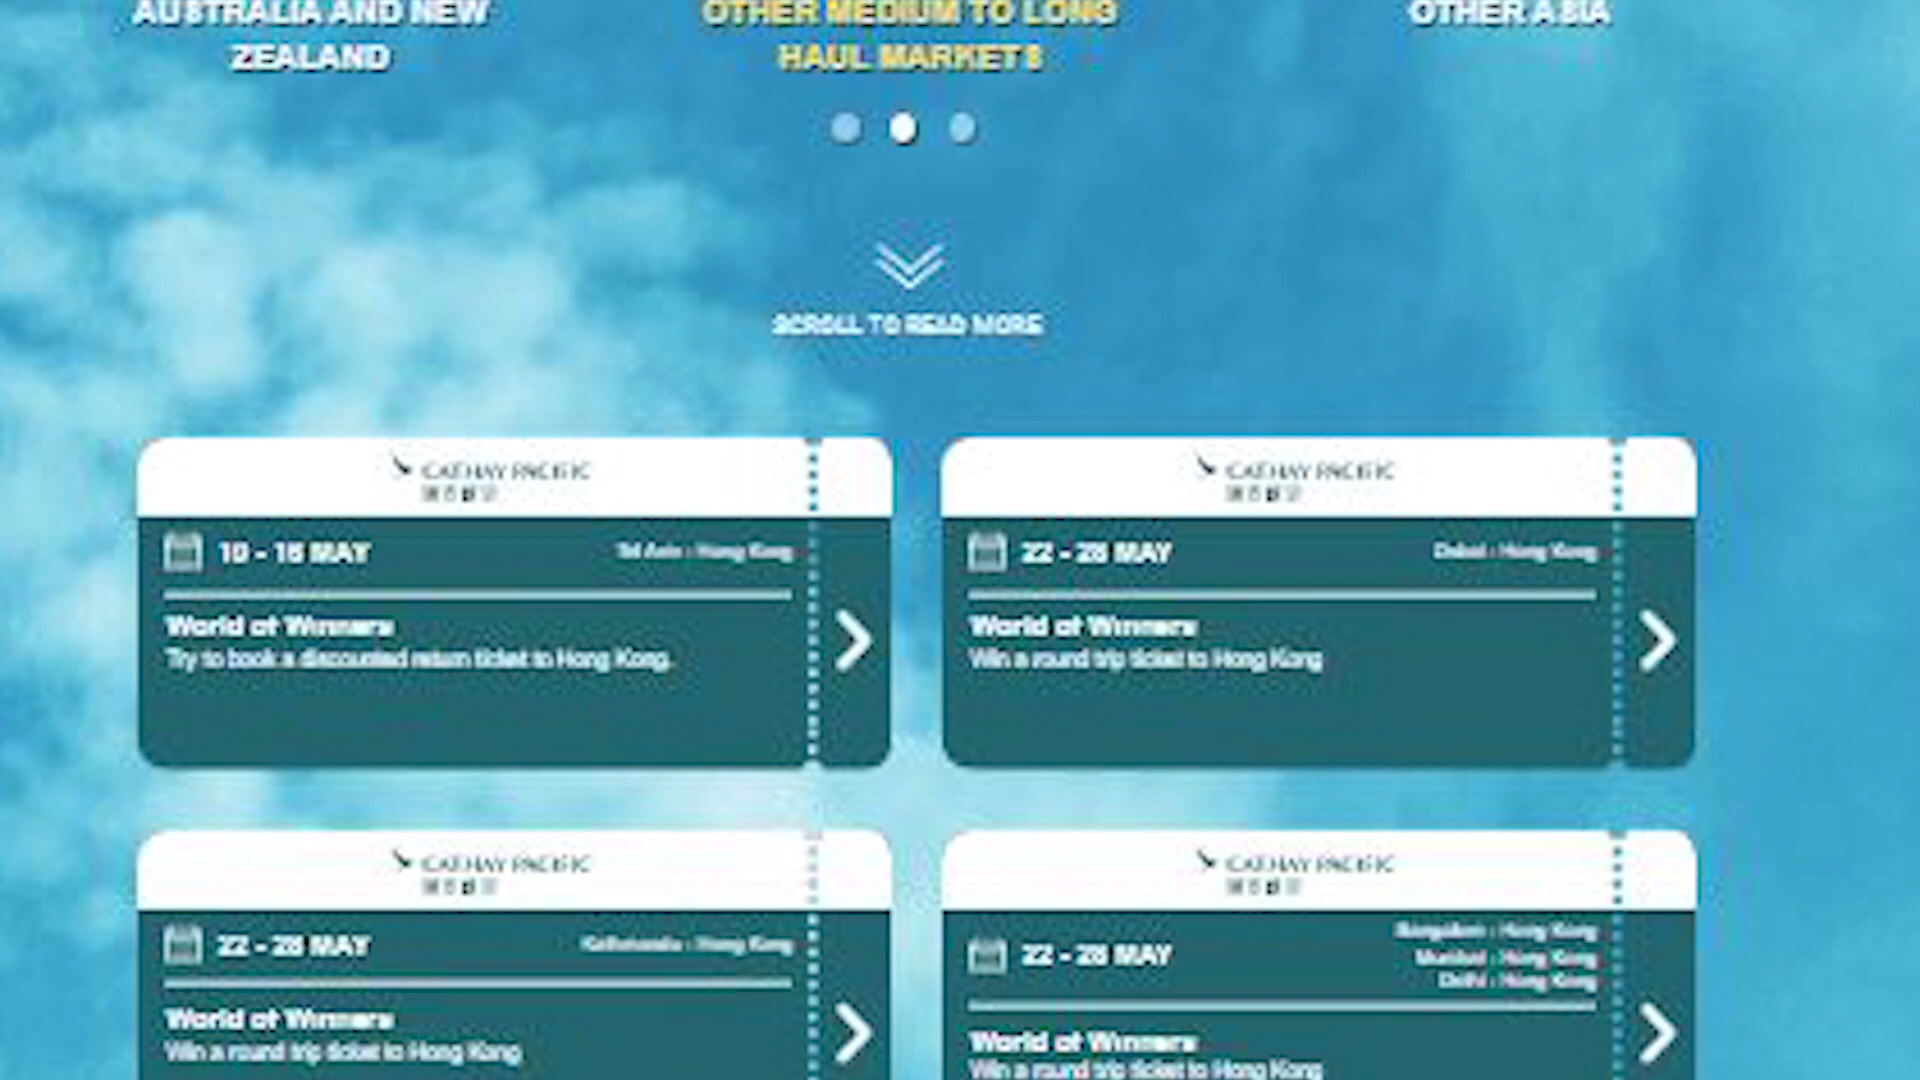 AUSTRALIA AND NEW
ZEALAND
OTHER MEDIUM TO LONG
HAUL MARKETS
OTHER ASIA
SCROLL TO READ MORE
CATHAY PACIFIC
10 - 16 MAY
Tel Aviv - Hong Kong
World of Winners
Try to book a discounted return ticket to Hong Kong.
CATHAY PACIFIC
22 - 28 MAY
Dubai - Hong Kong
World of Winners
Win a round trip ticket to Hong Kong
CATHAY PACIFIC
22 - 28 MAY
Kathmandu - Hong Kong
World of Winners
Win a round trip ticket to Hong Kong
CATHAY PACIFIC
22 - 28 MAY
Hong Kong
Mumbai - Hong Kong
Delhi - Hong Kong
World of Winners
Win a round trip ticket to Hong Kong